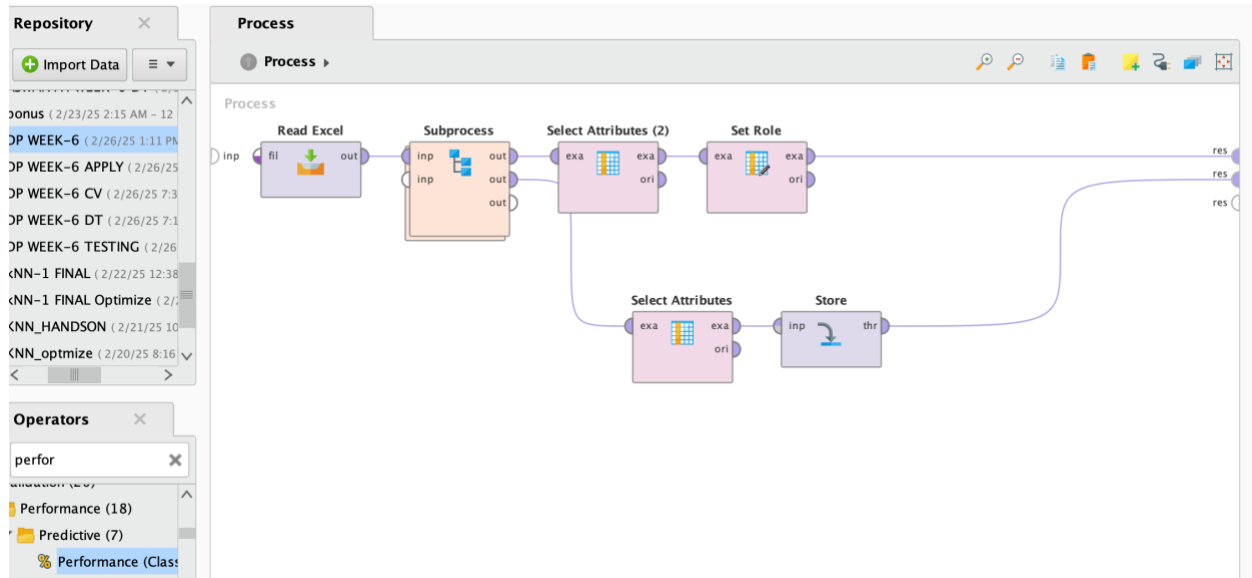 Repository
Import Data
bonus (2/23/25 2:15 AM – 12
DP WEEK-6 (2/26/25 1:11 PM
DP WEEK-6 APPLY (2/26/25
DP WEEK-6 CV (2/26/25 7:3
DP WEEK-6 DT (2/26/25 7:1
DP WEEK-6 TESTING (2/26
kNN-1 FINAL (2/22/25 12:38
kNN-1 FINAL Optimize (2/2
KNN_HANDSON (2/21/25 10
KNN_optmize (2/20/25 8:16
Operators
perfor
Performance (18)
Predictive (7)
Performance (Class
Process
Process
Process
inp
Read Excel
fil out
Subprocess
inp out
inp out
out
Select Attributes (2)
exa exa
ori
Set Role
exa exa
ori
res
res
res
Select Attributes
exa exa
ori
Store
inp thr